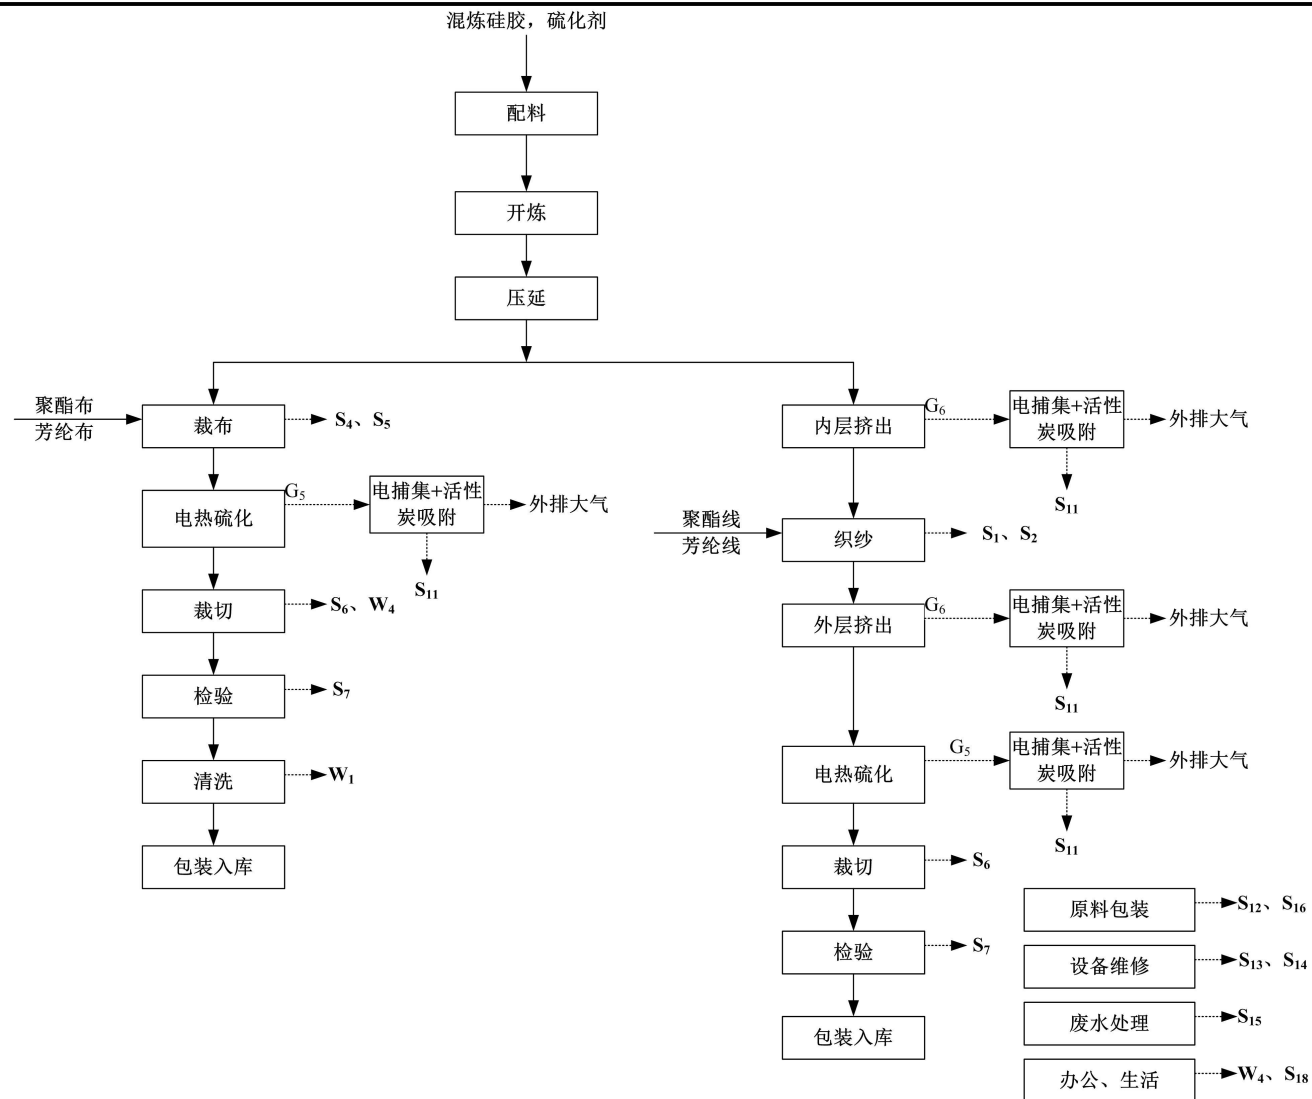 混炼硅胶，硫化剂
配料
开炼
压延
聚酯布
芳纶布
裁布
S4、S5
电热硫化
G5
电捕集+活性
炭吸附
外排大气
S11
裁切
S6、W4
检验
S7
清洗
W1
包装入库
内层挤出
G6
电捕集+活性
炭吸附
外排大气
S11
聚酯线
芳纶线
织纱
S1、S2
外层挤出
G6
电捕集+活性
炭吸附
外排大气
S11
电热硫化
G5
电捕集+活性
炭吸附
外排大气
S11
裁切
S6
检验
S7
包装入库
原料包装
S12、S16
设备维修
S13、S14
废水处理
S15
办公、生活
W4、S18